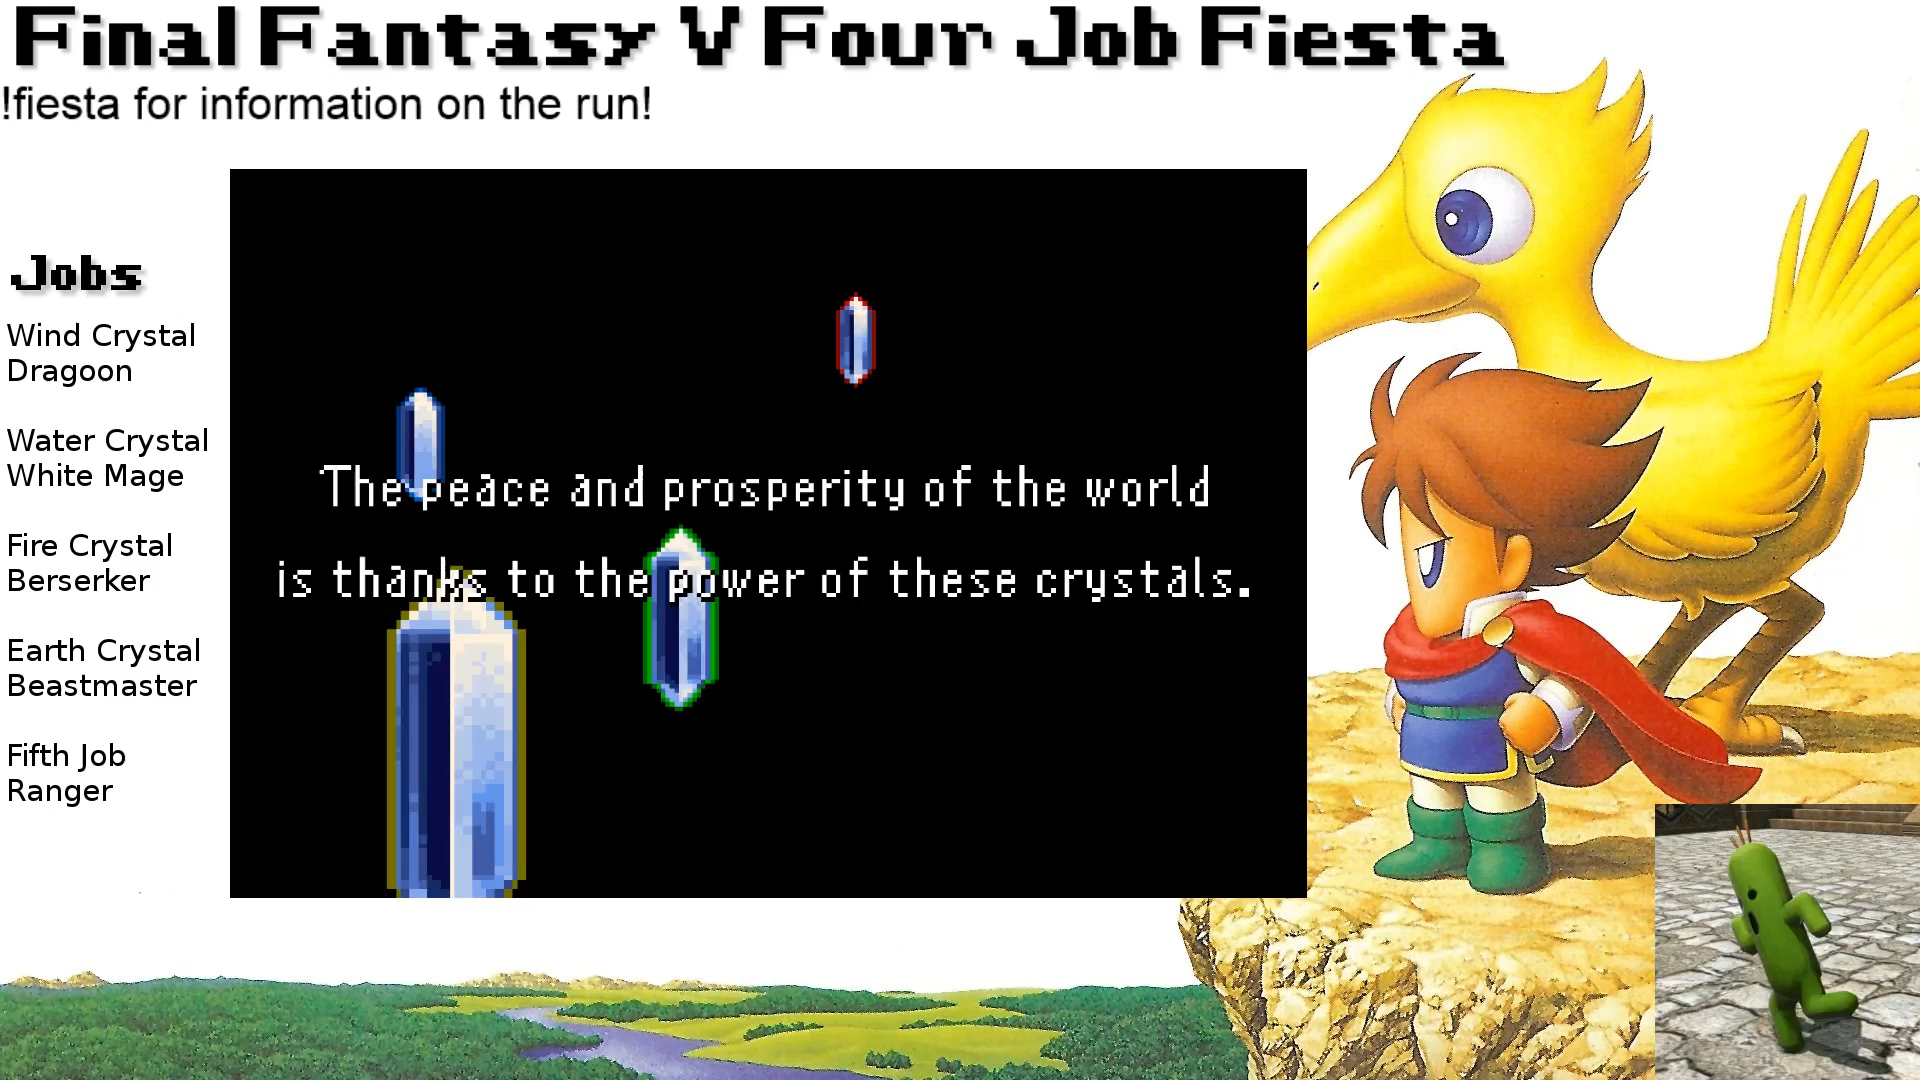 Final Fantasy V Four Job Fiesta
!fiesta for information on the run!
Jobs
Wind Crystal
Dragoon
Water Crystal
White Mage
Fire Crystal
Berserker
Earth Crystal
Beastmaster
Fifth Job
Ranger
The peace and prosperity of the world
is thanks to the power of these crystals.